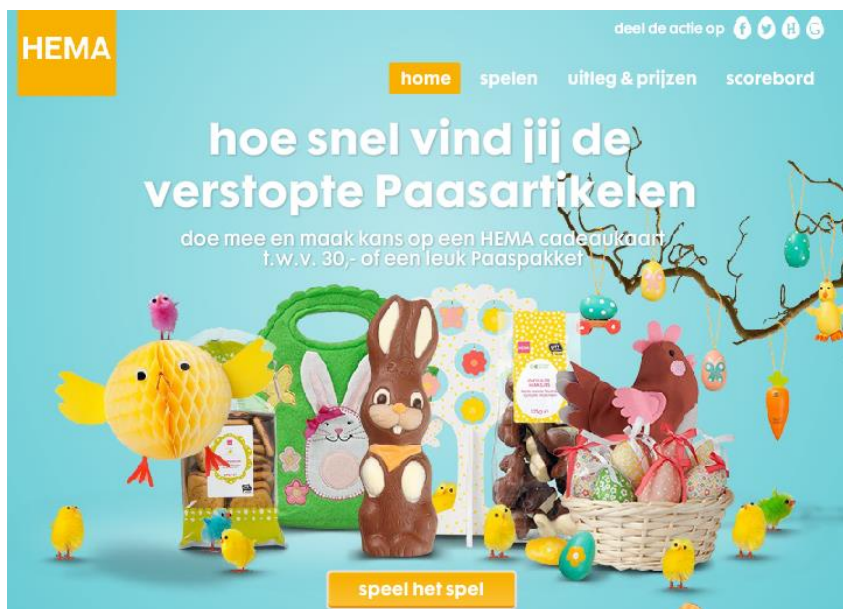 HEMA
deel de actie op
home spelen uitleg & prijzen scorebord
hoe snel vind jij de
verstopte Paasartikelen
doe mee en maak kans op een HEMA cadeaukaart
t.w.v. 30,- of een leuk Paaspakket
speel het spel